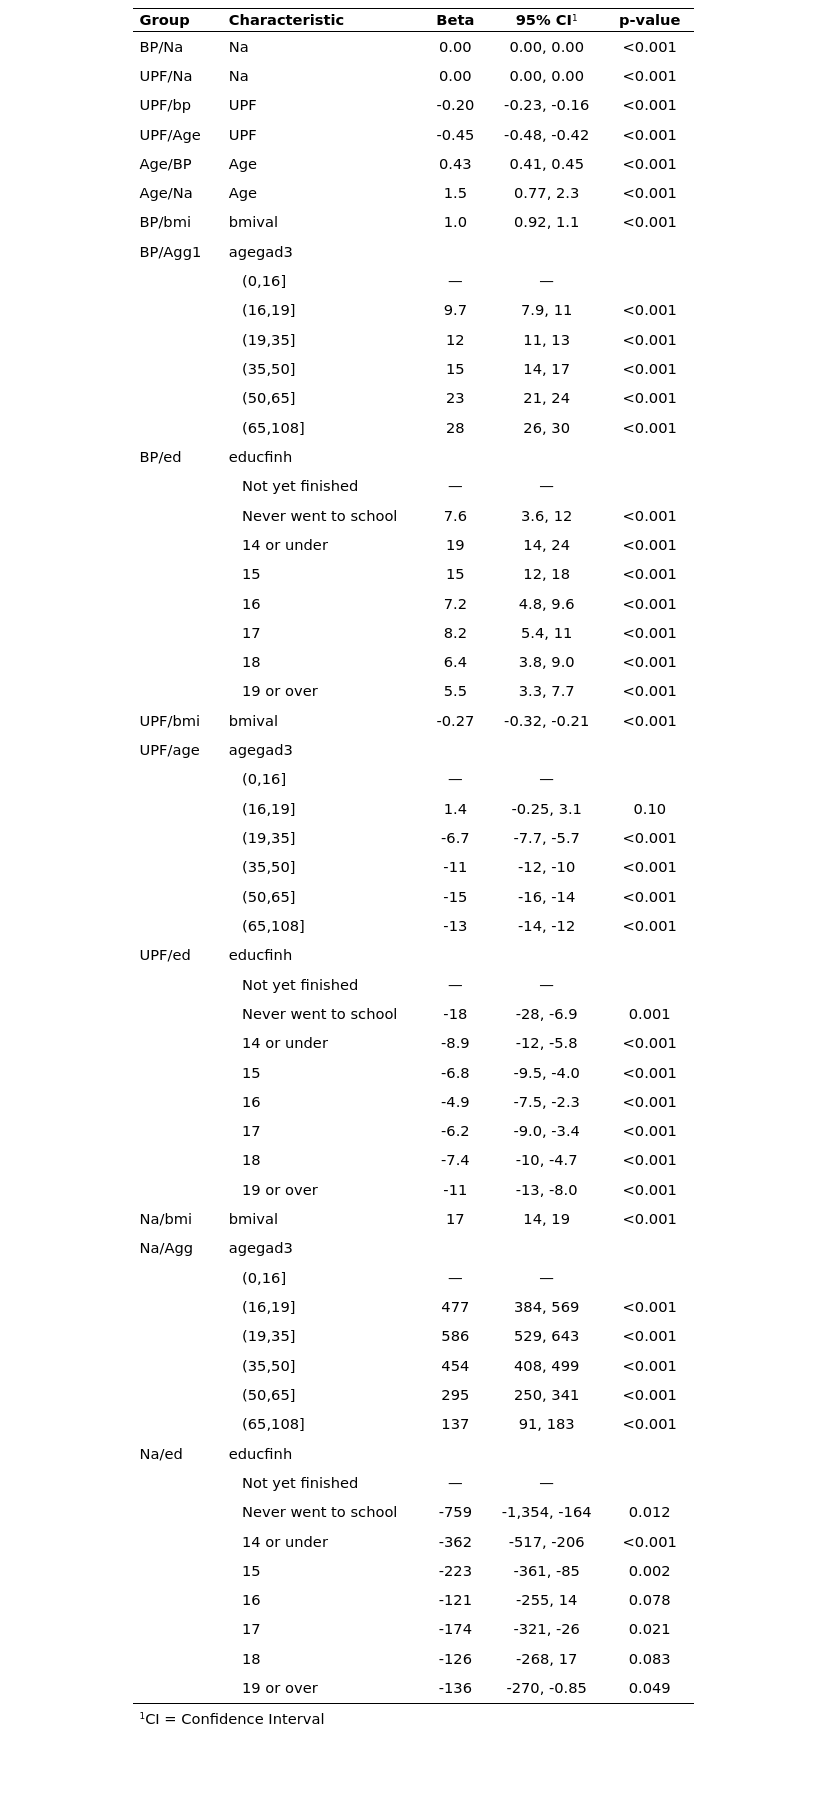 Group Characteristic Beta 95% CI¹ p-value
BP/Na Na 0.00 0.00, 0.00 <0.001
UPF/Na Na 0.00 0.00, 0.00 <0.001
UPF/bp UPF -0.20 -0.23, -0.16 <0.001
UPF/Age UPF -0.45 -0.48, -0.42 <0.001
Age/BP Age 0.43 0.41, 0.45 <0.001
Age/Na Age 1.5 0.77, 2.3 <0.001
BP/bmi bmival 1.0 0.92, 1.1 <0.001
BP/Agg1 agegad3
(0,16] — —
(16,19] 9.7 7.9, 11 <0.001
(19,35] 12 11, 13 <0.001
(35,50] 15 14, 17 <0.001
(50,65] 23 21, 24 <0.001
(65,108] 28 26, 30 <0.001
BP/ed educfinh
Not yet finished — —
Never went to school 7.6 3.6, 12 <0.001
14 or under 19 14, 24 <0.001
15 15 12, 18 <0.001
16 7.2 4.8, 9.6 <0.001
17 8.2 5.4, 11 <0.001
18 6.4 3.8, 9.0 <0.001
19 or over 5.5 3.3, 7.7 <0.001
UPF/bmi bmival -0.27 -0.32, -0.21 <0.001
UPF/age agegad3
(0,16] — —
(16,19] 1.4 -0.25, 3.1 0.10
(19,35] -6.7 -7.7, -5.7 <0.001
(35,50] -11 -12, -10 <0.001
(50,65] -15 -16, -14 <0.001
(65,108] -13 -14, -12 <0.001
UPF/ed educfinh
Not yet finished — —
Never went to school -18 -28, -6.9 0.001
14 or under -8.9 -12, -5.8 <0.001
15 -6.8 -9.5, -4.0 <0.001
16 -4.9 -7.5, -2.3 <0.001
17 -6.2 -9.0, -3.4 <0.001
18 -7.4 -10, -4.7 <0.001
19 or over -11 -13, -8.0 <0.001
Na/bmi bmival 17 14, 19 <0.001
Na/Agg agegad3
(0,16] — —
(16,19] 477 384, 569 <0.001
(19,35] 586 529, 643 <0.001
(35,50] 454 408, 499 <0.001
(50,65] 295 250, 341 <0.001
(65,108] 137 91, 183 <0.001
Na/ed educfinh
Not yet finished — —
Never went to school -759 -1,354, -164 0.012
14 or under -362 -517, -206 <0.001
15 -223 -361, -85 0.002
16 -121 -255, 14 0.078
17 -174 -321, -26 0.021
18 -126 -268, 17 0.083
19 or over -136 -270, -0.85 0.049
¹CI = Confidence Interval